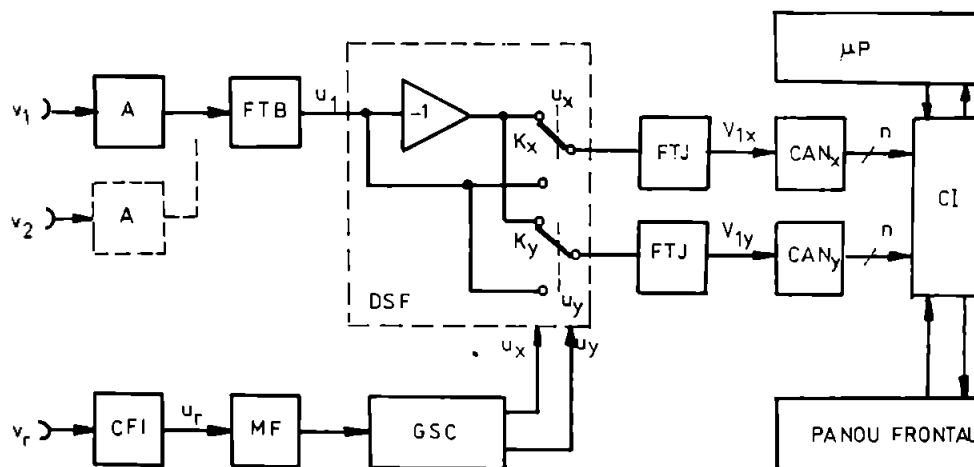 μP
v1
A
FTB
u1
-1
ux
Kx
FTJ
V1x
CANx
n
CI
v2
A
Ky
FTJ
V1y
CANy
n
DSF
uy
ux
uy
vr
CFI
ur
MF
GSC
PANOU FRONTAL